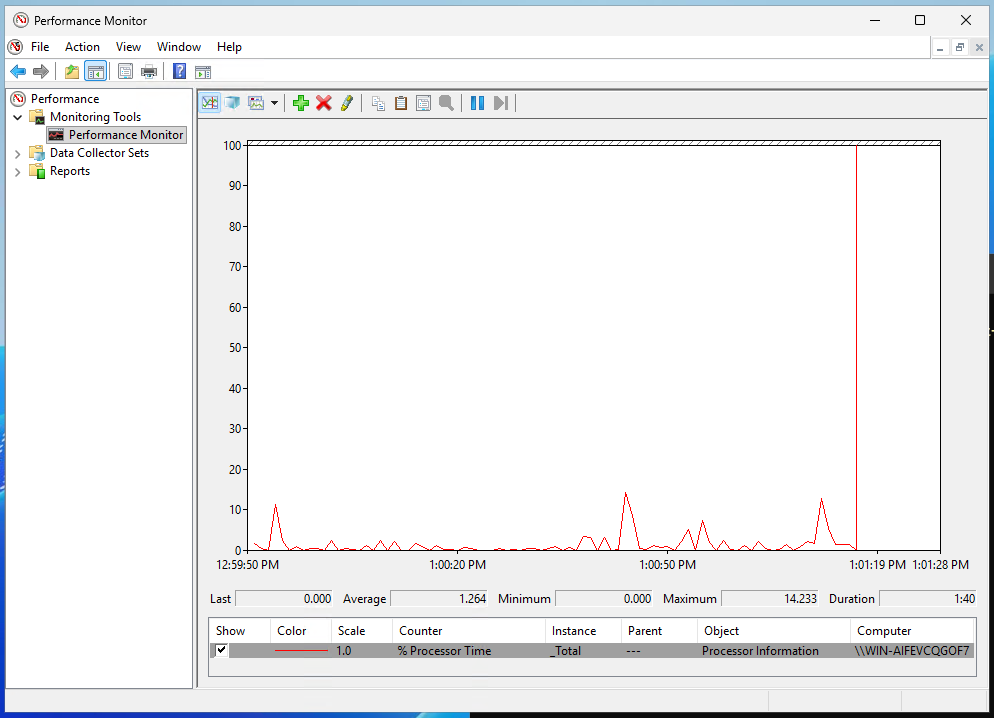 Performance Monitor
File Action View Window Help
Performance
Monitoring Tools
Performance Monitor
Data Collector Sets
Reports
100
90
80
70
60
50
40
30
20
10
0
12:59:50 PM 1:00:20 PM 1:00:50 PM 1:01:19 PM 1:01:28 PM
Last 0.000 Average 1.264 Minimum 0.000 Maximum 14.233 Duration 1:40
Show Color Scale Counter Instance Parent Object Computer
1.0 % Processor Time _Total --- Processor Information \\WIN-AIFEVCQGOF7